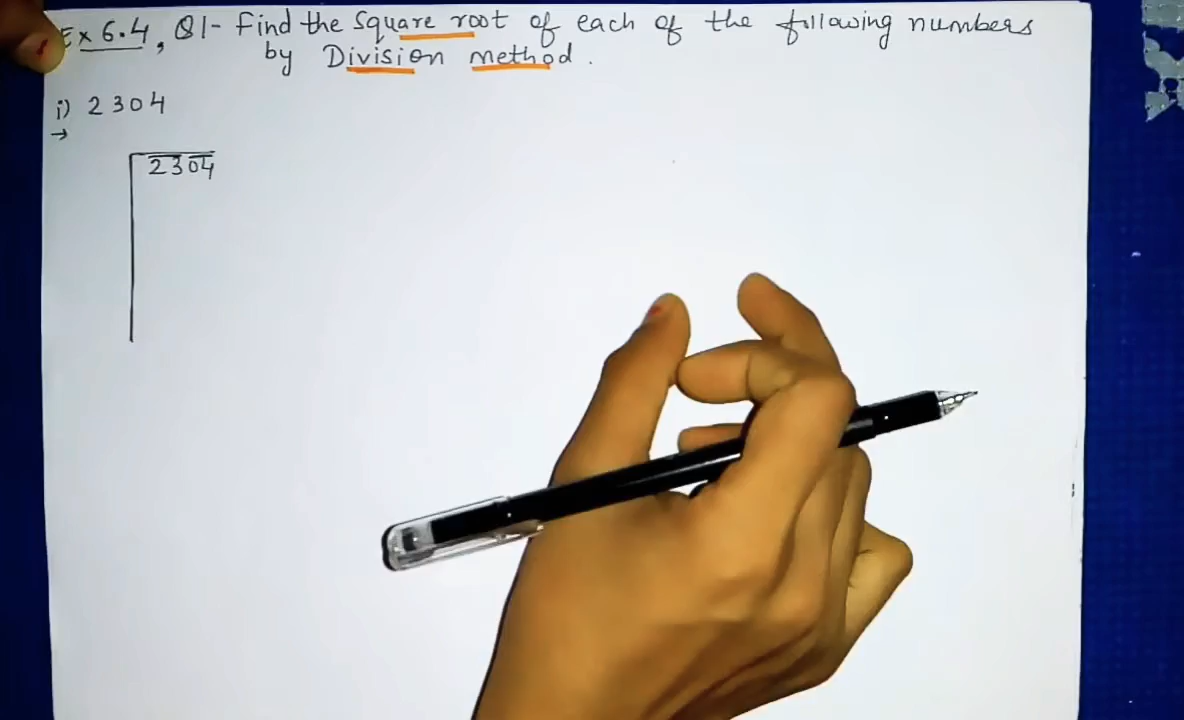 Ex 6.4, Q1- Find the square root of each of the following numbers
by Division method.
i) 2304
→
2304